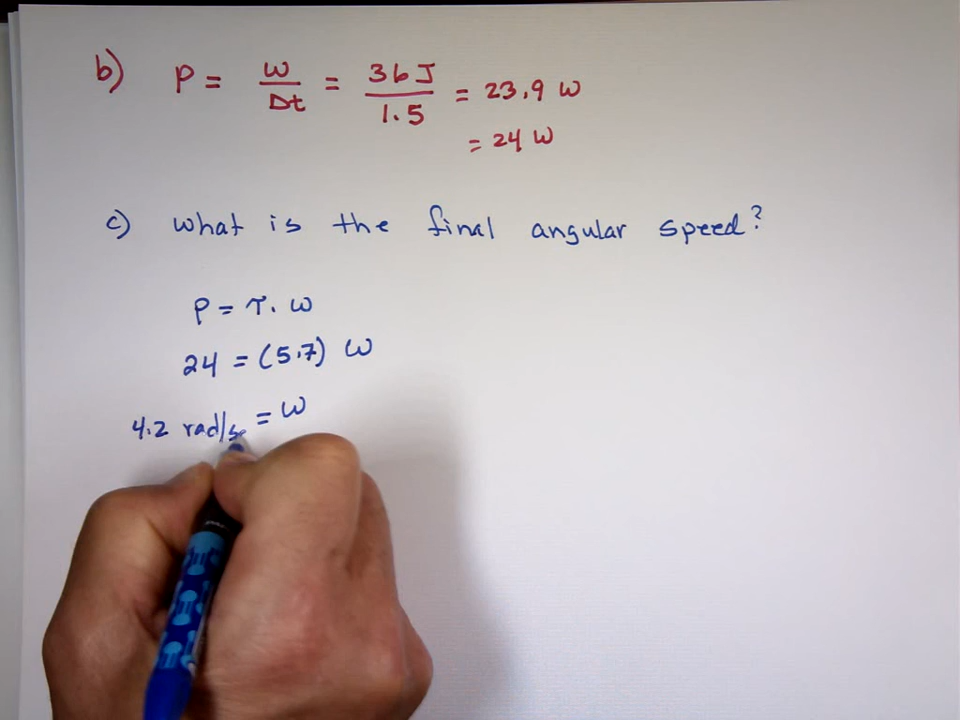 b) P = W/Δt = 36 J/1.5 = 23.9 W
= 24 W
c) What is the final angular speed?
P = τ. ω
24 = (5.7) ω
4.2 rad/s = ω